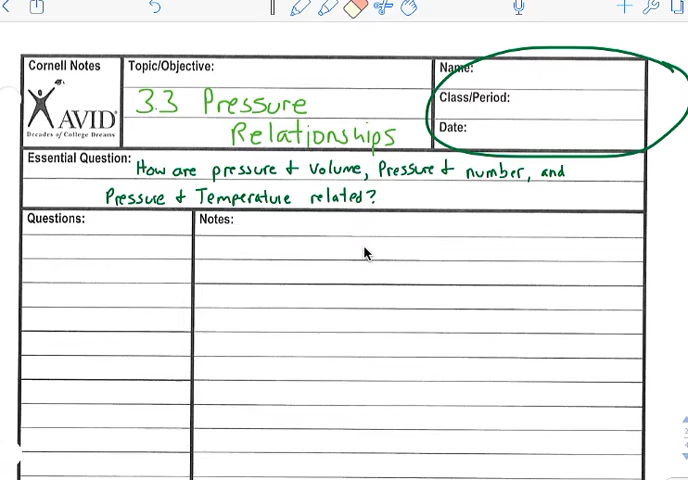 Cornell Notes
AVID®
Decades of College Dreams
Topic/Objective:
3.3 Pressure
Relationships
Name:
Class/Period:
Date:
Essential Question: How are pressure & Volume, Pressure & number, and
Pressure & Temperature related?
Questions:
Notes: